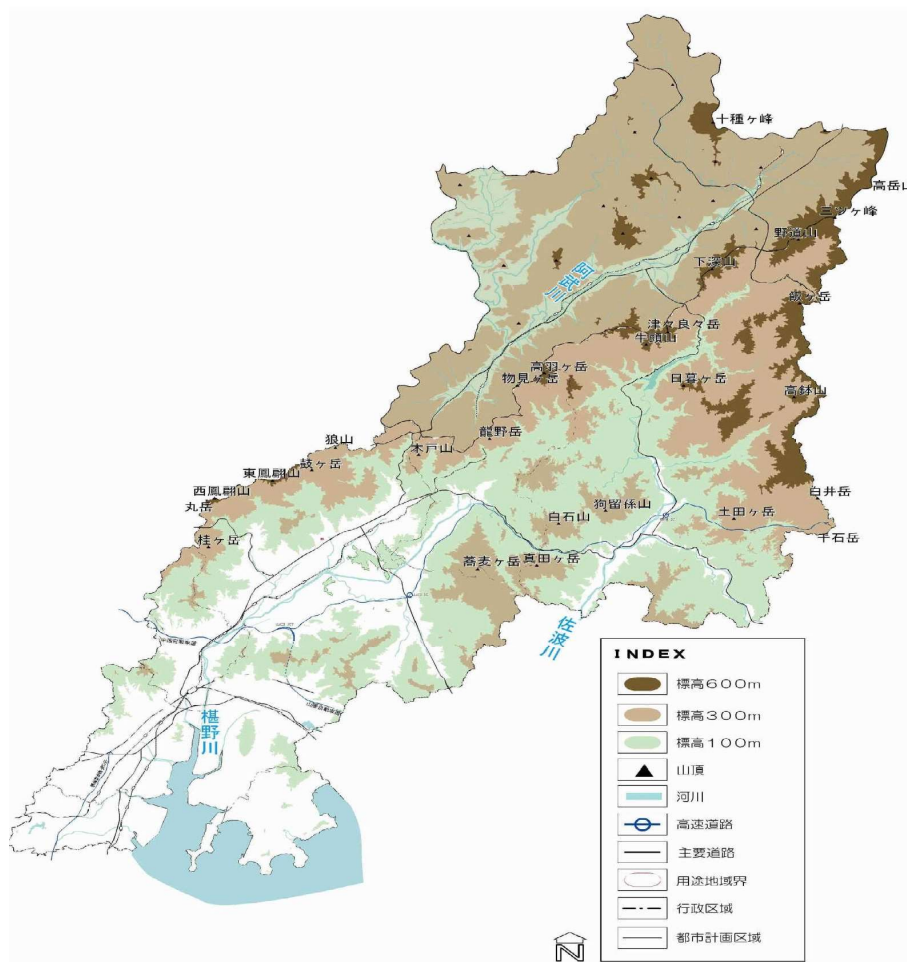 十種ヶ峰
高岳山
三ツヶ峰
野道山
下深山
阿武川
飯ヶ岳
津々良々岳
牛頭山
高羽ヶ岳
物見ヶ岳
日暮ヶ岳
高鉢山
龍野岳
狼山
木戸山
鼓ヶ岳
東鳳翩山
西鳳翩山
丸岳
白井岳
狗留孫山
土田ヶ岳
白石山
千石岳
桂ヶ岳
蕎麦ヶ岳
真田ヶ岳
佐波川
椹野川
INDEX
標高600m
標高300m
標高100m
山頂
河川
高速道路
主要道路
用途地域界
行政区域
都市計画区域
N